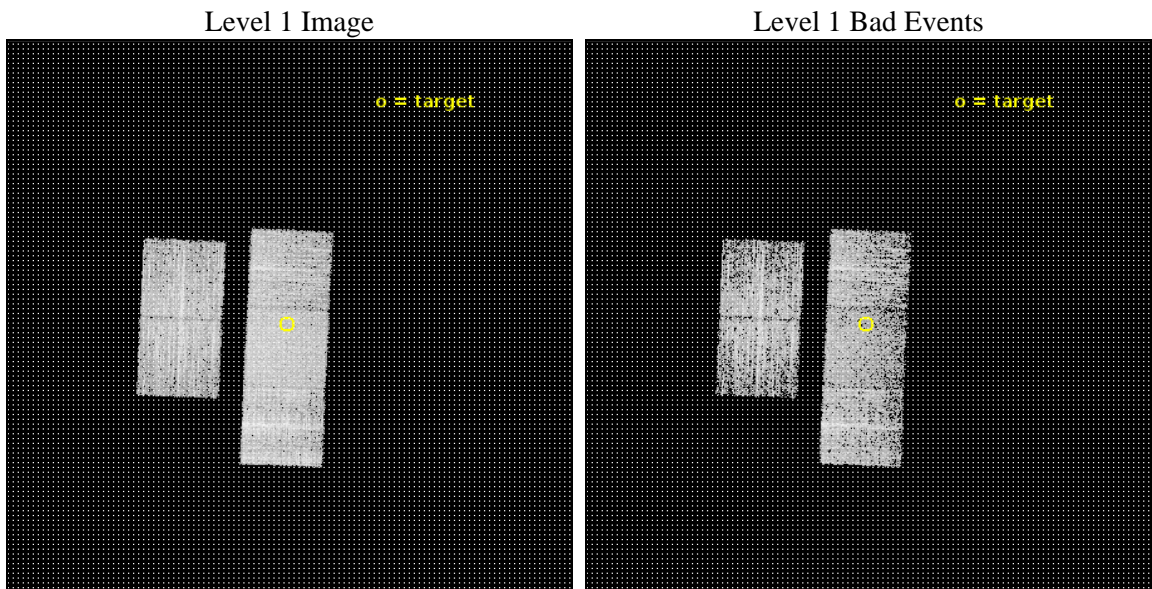 Level 1 Image
Level 1 Bad Events
o = target
o = target